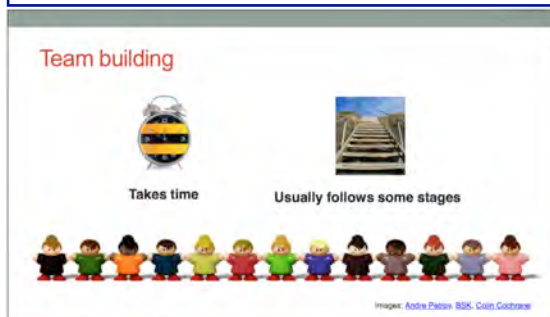 Team building
Takes time
Usually follows some stages
Images: Andre Petrov, BSK, Colin Cochrane